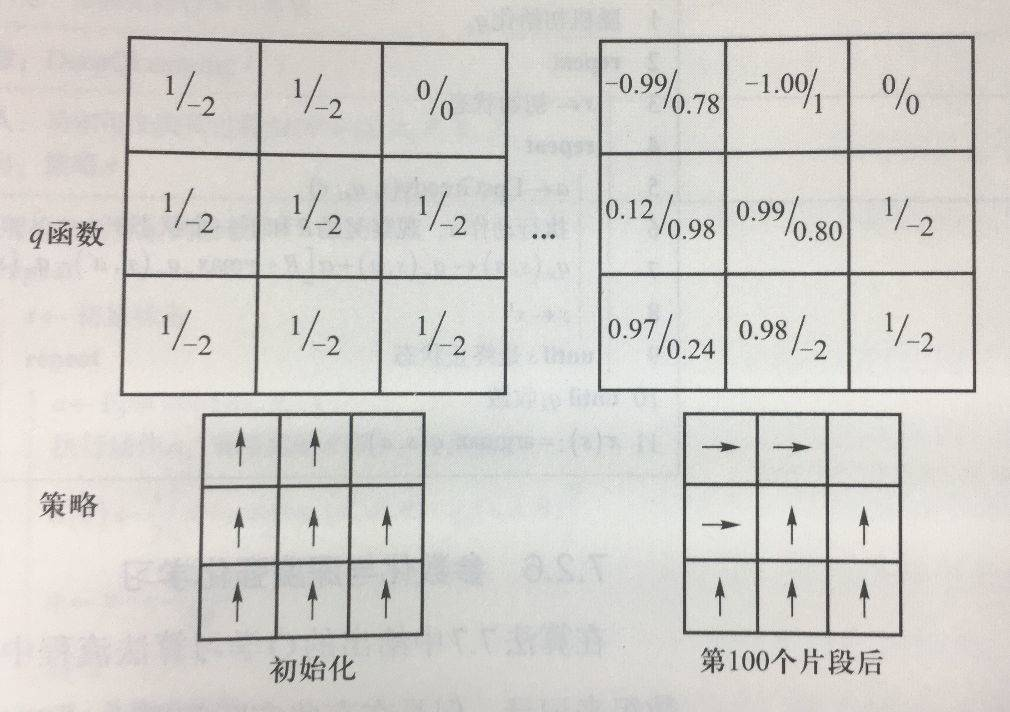 1/-2 1/-2 0/0 -0.99/0.78 -1.00/1 0/0
q函数 1/-2 1/-2 1/-2 ... 0.12/0.98 0.99/0.80 1/-2
1/-2 1/-2 1/-2 0.97/0.24 0.98/-2 1/-2
↑ ↑ → →
策略 ↑ ↑ ↑ → ↑ ↑
↑ ↑ ↑ ↑ ↑ ↑
初始化 第100个片段后